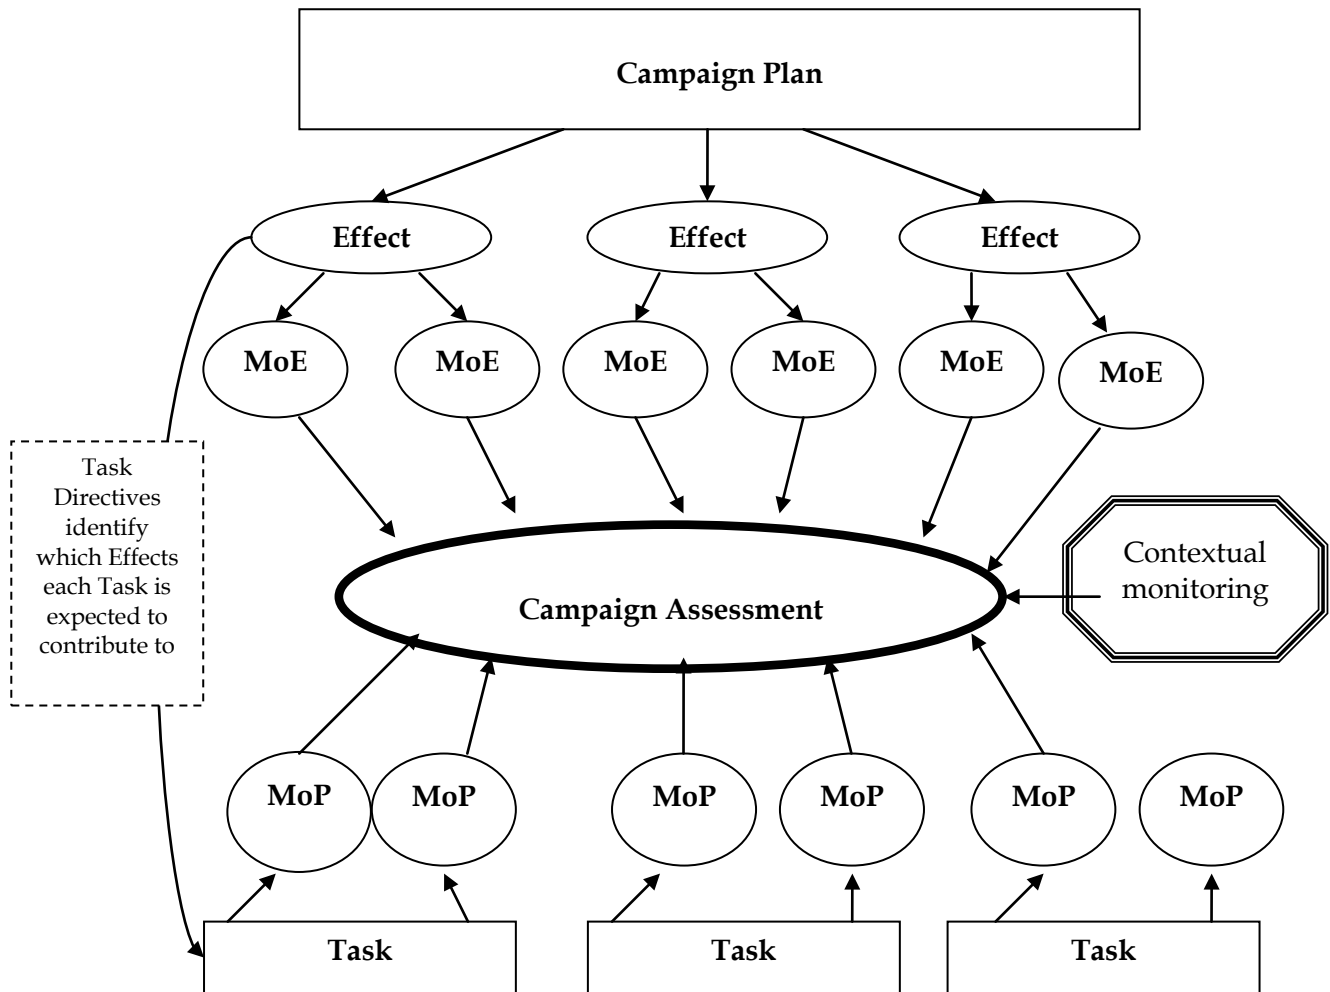 Campaign Plan
Effect
Effect
Effect
MoE
MoE
MoE
MoE
MoE
MoE
Task
Directives
identify
which Effects
each Task is
expected to
contribute to
Contextual
monitoring
Campaign Assessment
MoP
MoP
MoP
MoP
MoP
MoP
Task
Task
Task